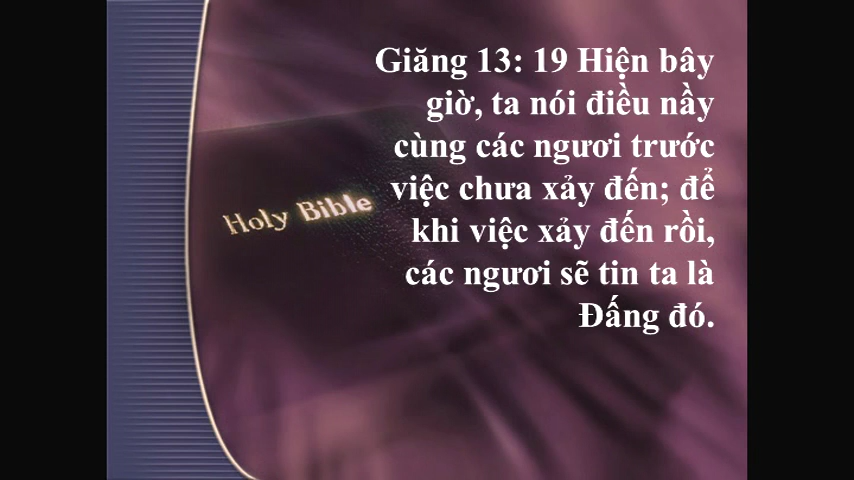 Giăng 13: 19 Hiện bây
giờ, ta nói điều nầy
cùng các ngươi trước
việc chưa xảy đến; để
khi việc xảy đến rồi,
các ngươi sẽ tin ta là
Đấng đó.
Holy Bible